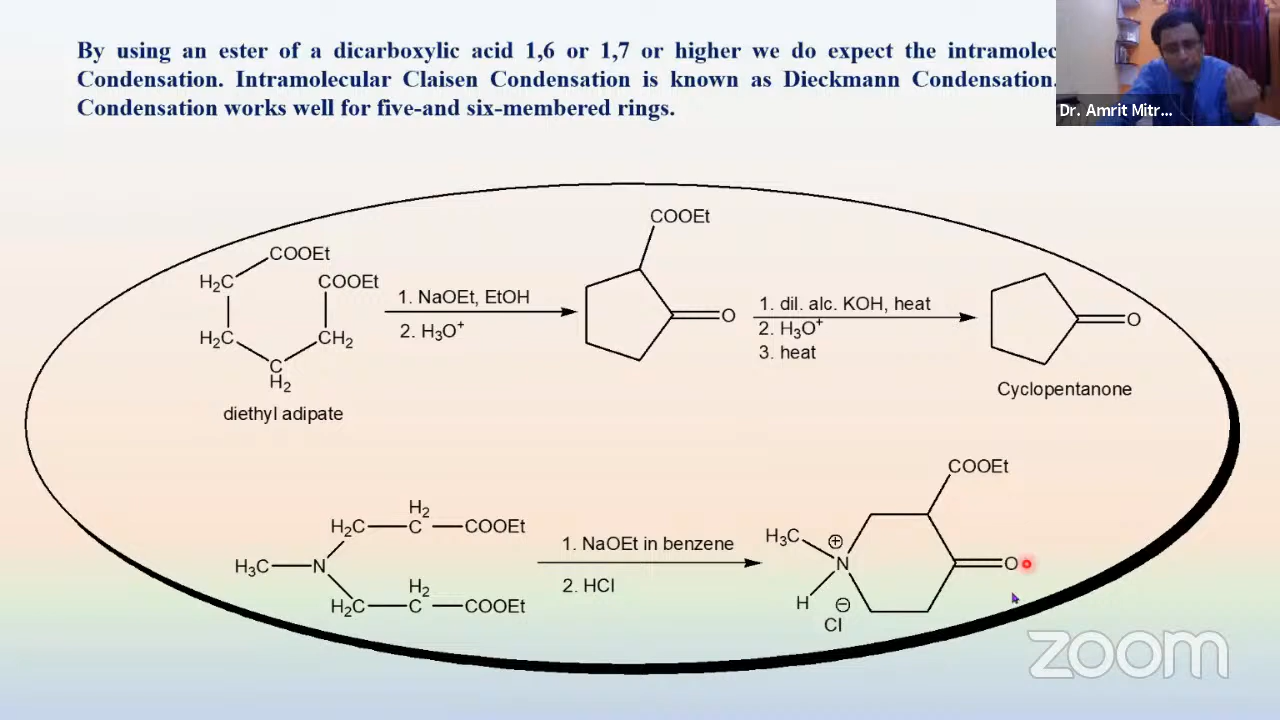 By using an ester of a dicarboxylic acid 1,6 or 1,7 or higher we do expect the intramolec
Condensation. Intramolecular Claisen Condensation is known as Dieckmann Condensation.
Condensation works well for five-and six-membered rings.
Dr. Amrit Mitr...
COOEt
COOEt
H₂C
COOEt
H₂C
CH₂
C
H₂
diethyl adipate
1. NaOEt, EtOH
2. H₃O⁺
O
1. dil. alc. KOH, heat
2. H₃O⁺
3. heat
O
Cyclopentanone
H₂
H₂C
C
COOEt
H₃C
N
H₂
H₂C
C
COOEt
1. NaOEt in benzene
2. HCl
COOEt
H₃C
⊕
N
O
H
⊖
Cl
zoom